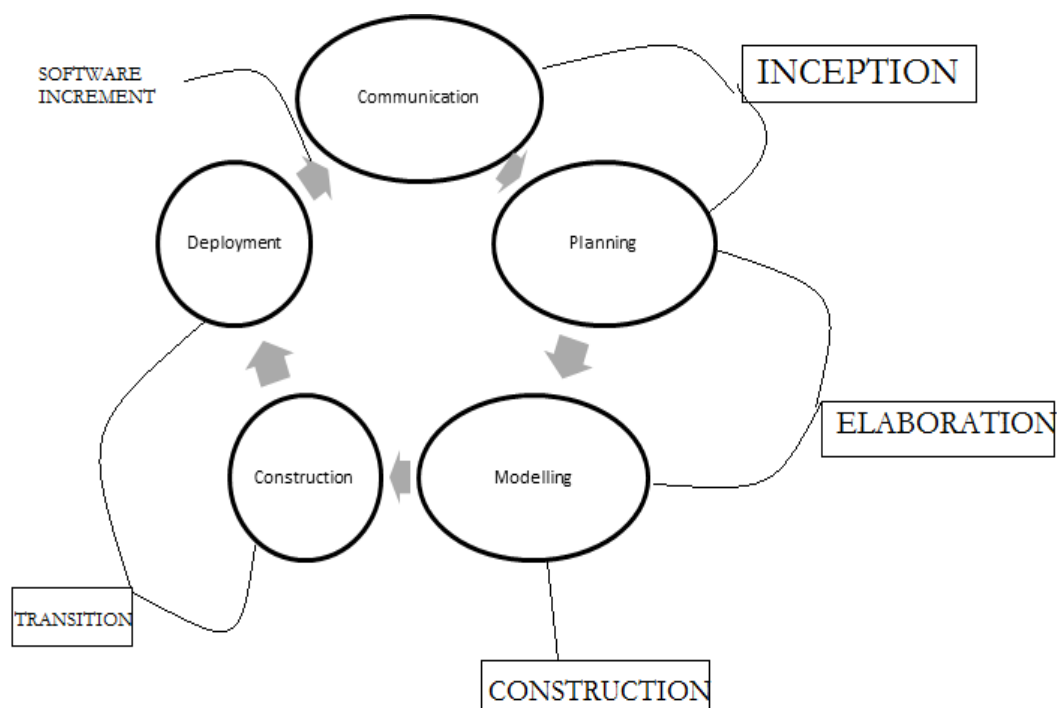 Communication
INCEPTION
SOFTWARE
INCREMENT
Deployment
Planning
ELABORATION
Construction
Modelling
TRANSITION
CONSTRUCTION